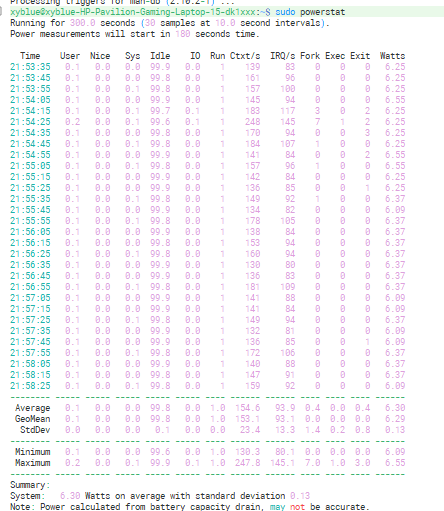 xyblue@xyblue-HP-Pavilion-Gaming-Laptop-15-dk1xxx:~$ sudo powerstat
Running for 300.0 seconds (30 samples at 10.0 second intervals).
Power measurements will start in 180 seconds time.
Time User Nice Sys Idle IO Run Ctxt/s IRQ/s Fork Exec Exit Watts
21:53:35 0.1 0.0 0.0 99.9 0.0 1 139 83 0 0 0 6.25
21:53:45 0.1 0.0 0.0 99.8 0.0 1 161 96 0 0 0 6.25
21:53:55 0.1 0.0 0.1 99.8 0.0 1 157 100 0 0 0 6.25
21:54:05 0.1 0.0 0.0 99.9 0.0 1 145 94 0 0 0 6.55
21:54:15 0.1 0.0 0.1 99.7 0.1 1 183 117 3 0 2 6.25
21:54:25 0.2 0.0 0.1 99.6 0.0 1 248 145 7 1 2 6.25
21:54:35 0.1 0.0 0.0 99.8 0.0 1 170 94 0 0 3 6.25
21:54:45 0.1 0.0 0.1 99.8 0.0 1 184 107 1 0 0 6.25
21:54:55 0.1 0.0 0.0 99.9 0.0 1 141 84 0 0 2 6.55
21:55:05 0.1 0.0 0.1 99.8 0.0 1 157 96 1 0 0 6.55
21:55:15 0.1 0.0 0.0 99.9 0.0 1 142 84 0 0 0 6.25
21:55:25 0.1 0.0 0.0 99.9 0.0 1 136 85 0 0 1 6.25
21:55:35 0.1 0.0 0.1 99.8 0.0 1 149 92 1 0 0 6.37
21:55:45 0.1 0.0 0.0 99.9 0.0 1 134 82 0 0 0 6.09
21:55:55 0.1 0.0 0.1 99.8 0.0 1 178 105 0 0 0 6.37
21:56:05 0.1 0.0 0.0 99.9 0.0 1 138 84 0 0 0 6.37
21:56:15 0.1 0.0 0.0 99.9 0.0 1 153 94 0 0 0 6.37
21:56:25 0.1 0.0 0.1 99.8 0.0 1 160 94 0 0 0 6.37
21:56:35 0.1 0.0 0.0 99.9 0.0 1 130 80 0 0 0 6.37
21:56:45 0.1 0.0 0.0 99.9 0.0 1 136 83 0 0 0 6.37
21:56:55 0.1 0.0 0.1 99.8 0.0 1 181 109 0 0 0 6.37
21:57:05 0.1 0.0 0.0 99.9 0.0 1 141 88 0 0 0 6.09
21:57:15 0.1 0.0 0.0 99.9 0.0 1 141 84 0 0 0 6.09
21:57:25 0.1 0.0 0.1 99.8 0.0 1 149 94 0 0 0 6.37
21:57:35 0.1 0.0 0.0 99.9 0.0 1 132 81 0 0 0 6.09
21:57:45 0.1 0.0 0.0 99.9 0.0 1 136 85 0 0 1 6.09
21:57:55 0.1 0.0 0.1 99.8 0.0 1 172 106 0 0 0 6.37
21:58:05 0.1 0.0 0.0 99.9 0.0 1 140 88 0 0 0 6.09
21:58:15 0.1 0.0 0.0 99.9 0.0 1 147 91 0 0 0 6.37
21:58:25 0.1 0.0 0.1 99.8 0.0 1 159 92 0 0 0 6.09
Average 0.1 0.0 0.0 99.8 0.0 1.0 154.6 93.9 0.4 0.0 0.4 6.30
GeoMean 0.1 0.0 0.0 99.8 0.0 1.0 153.1 93.1 0.0 0.0 0.0 6.29
StdDev 0.0 0.0 0.0 0.1 0.0 0.0 23.4 13.3 1.4 0.2 0.8 0.13
Minimum 0.1 0.0 0.0 99.6 0.0 1.0 130.3 80.1 0.0 0.0 0.0 6.09
Maximum 0.2 0.0 0.1 99.9 0.1 1.0 247.8 145.1 7.0 1.0 3.0 6.55
Summary:
System: 6.30 Watts on average with standard deviation 0.13
Note: Power calculated from battery capacity drain, may not be accurate.